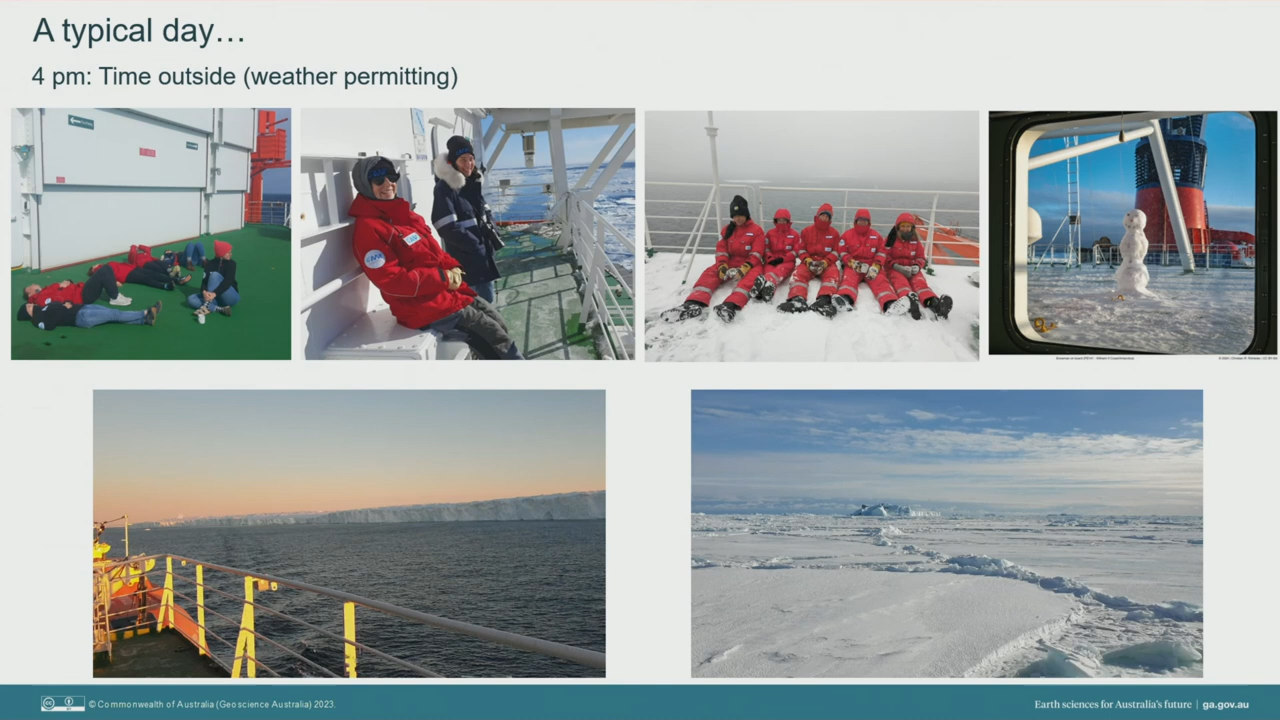 A typical day…
4 pm: Time outside (weather permitting)
© Commonwealth of Australia (Geoscience Australia) 2023.
Earth sciences for Australia's future | ga.gov.au